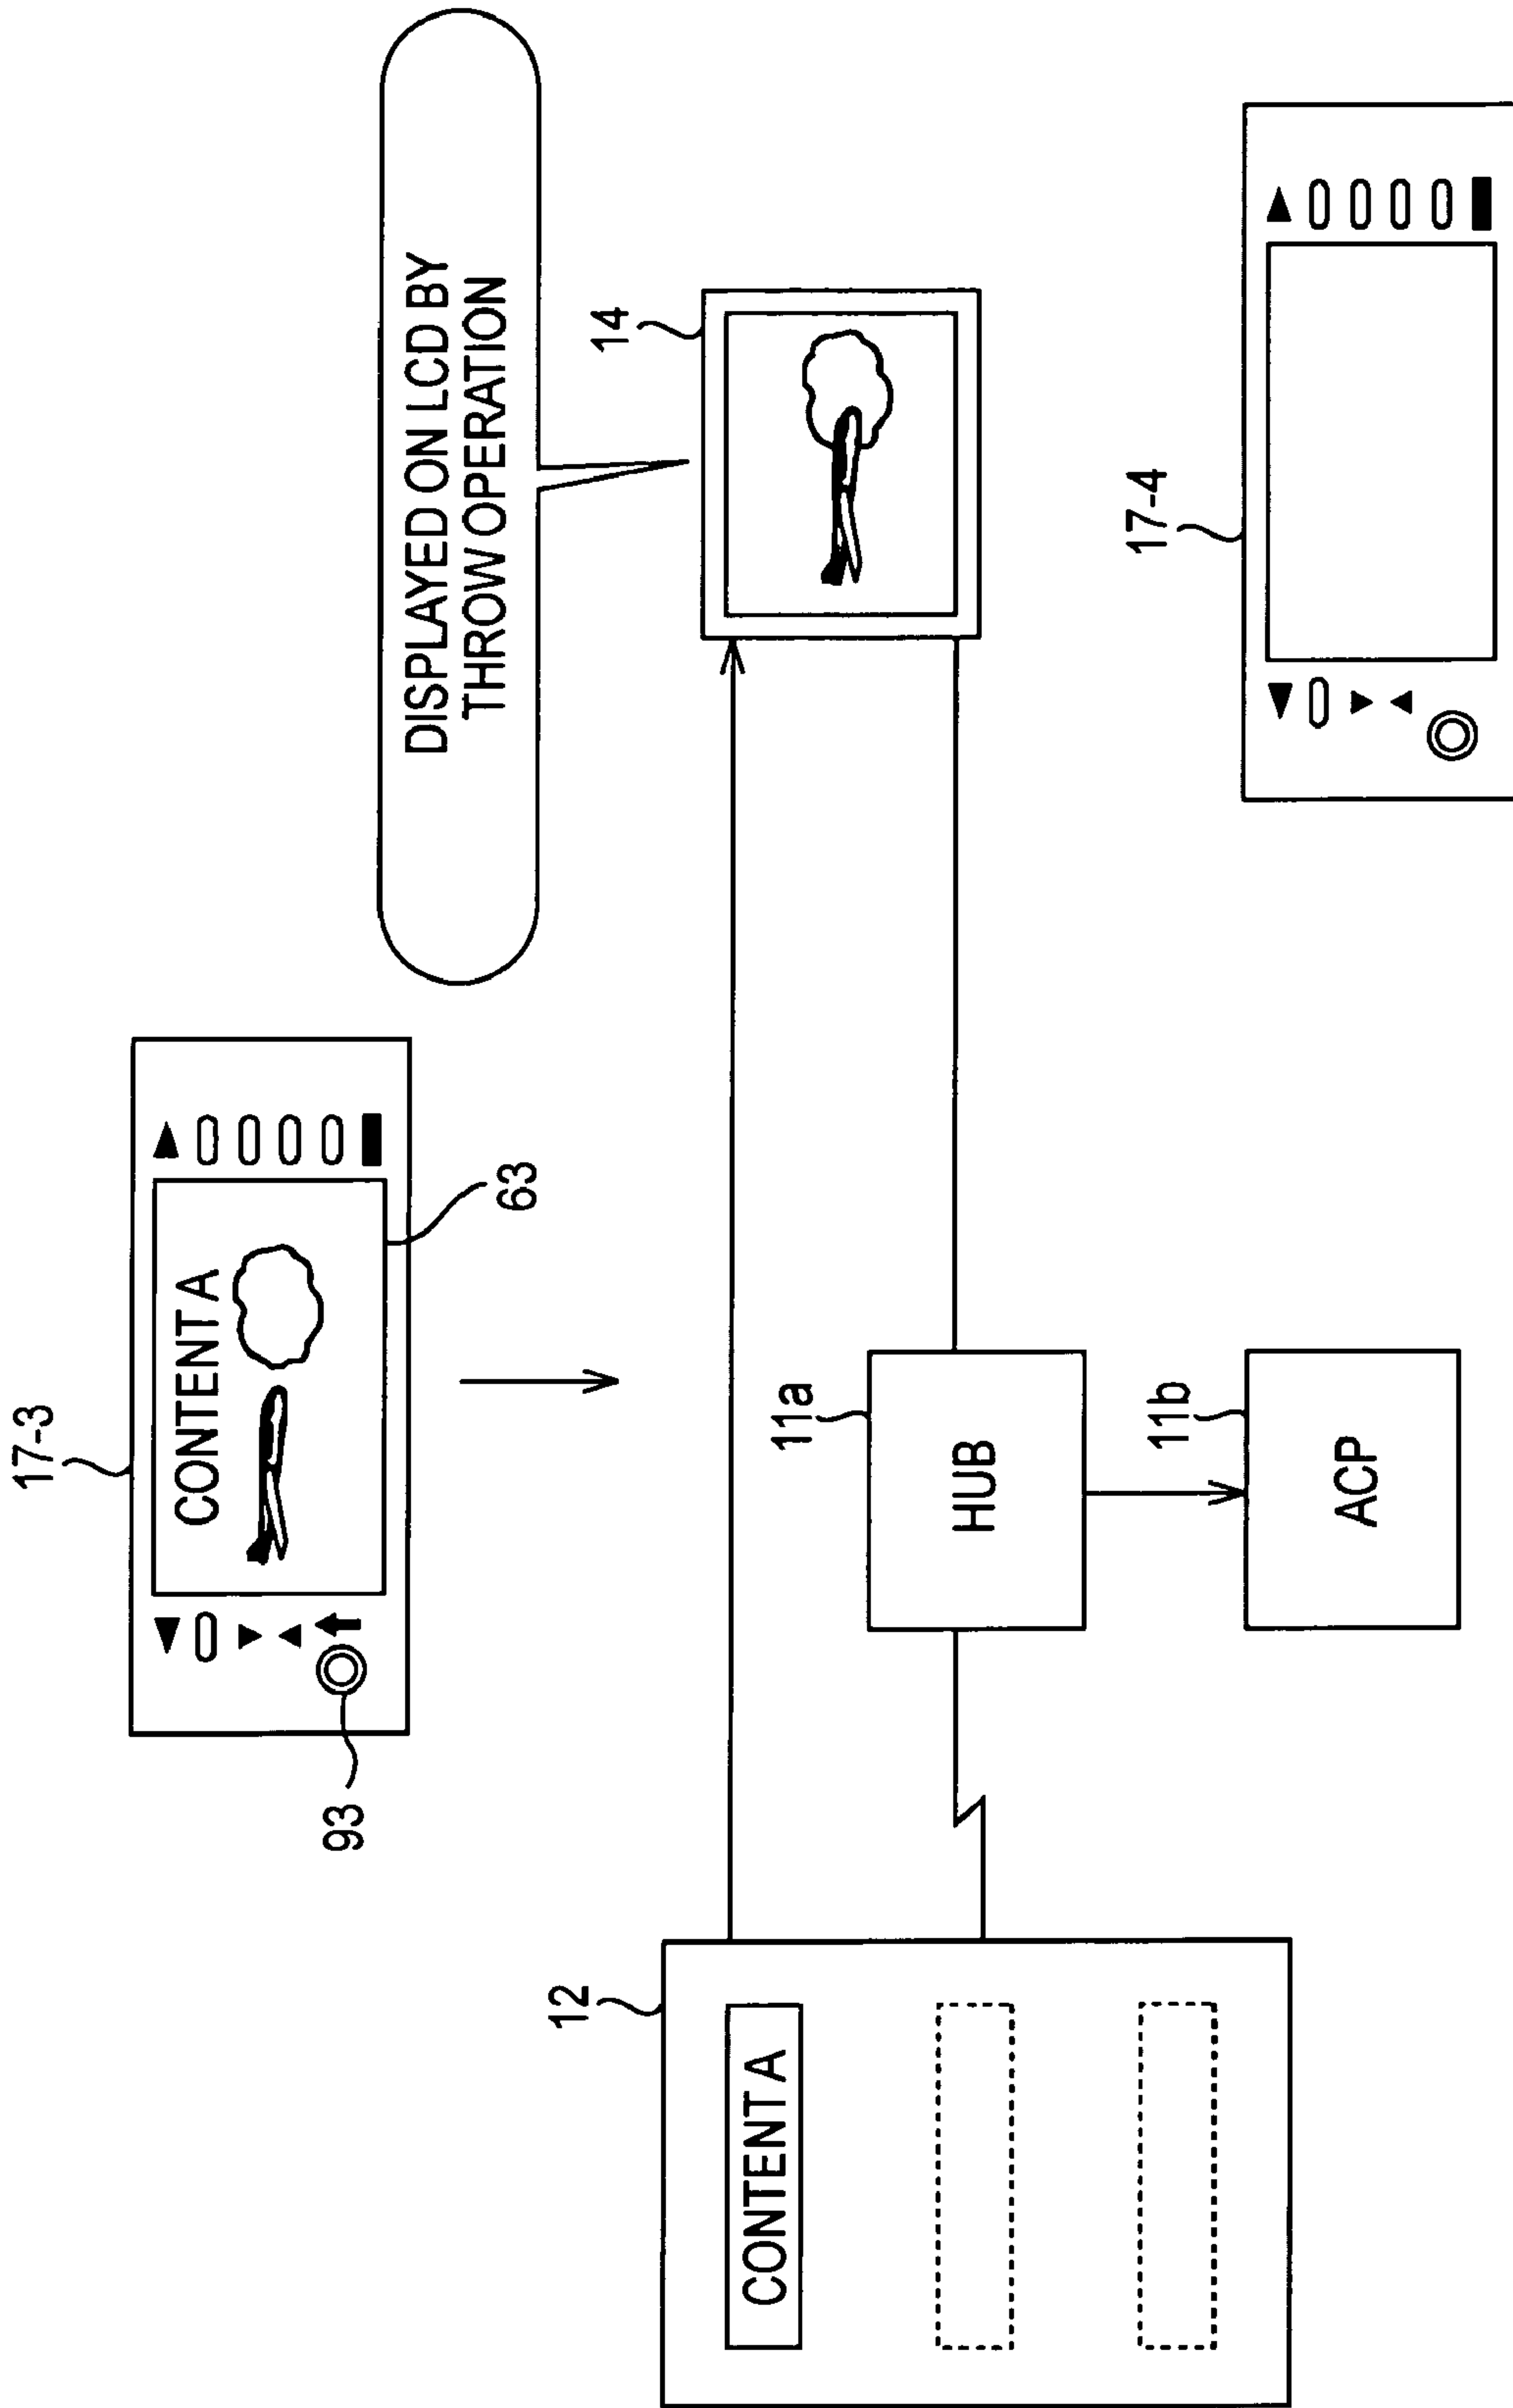 17-3
CONTENT A
63
93
DISPLAYED ON LCD BY
THROW OPERATION
14
12
CONTENT A
11a
HUB
11b
ACP
17-4